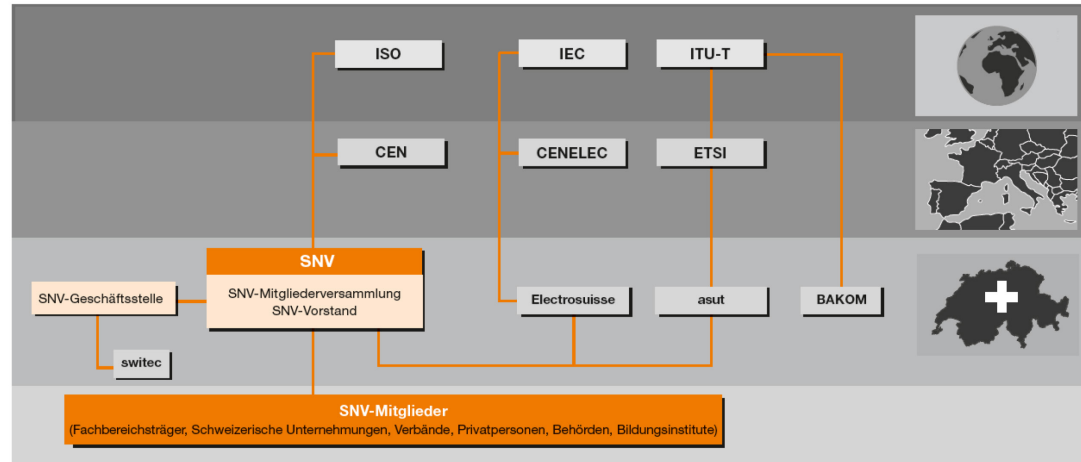 ISO
IEC
ITU-T
CEN
CENELEC
ETSI
SNV
SNV-Mitgliederversammlung
SNV-Vorstand
SNV-Geschäftsstelle
switec
Electrosuisse
asut
BAKOM
SNV-Mitglieder
(Fachbereichsträger, Schweizerische Unternehmungen, Verbände, Privatpersonen, Behörden, Bildungsinstitute)